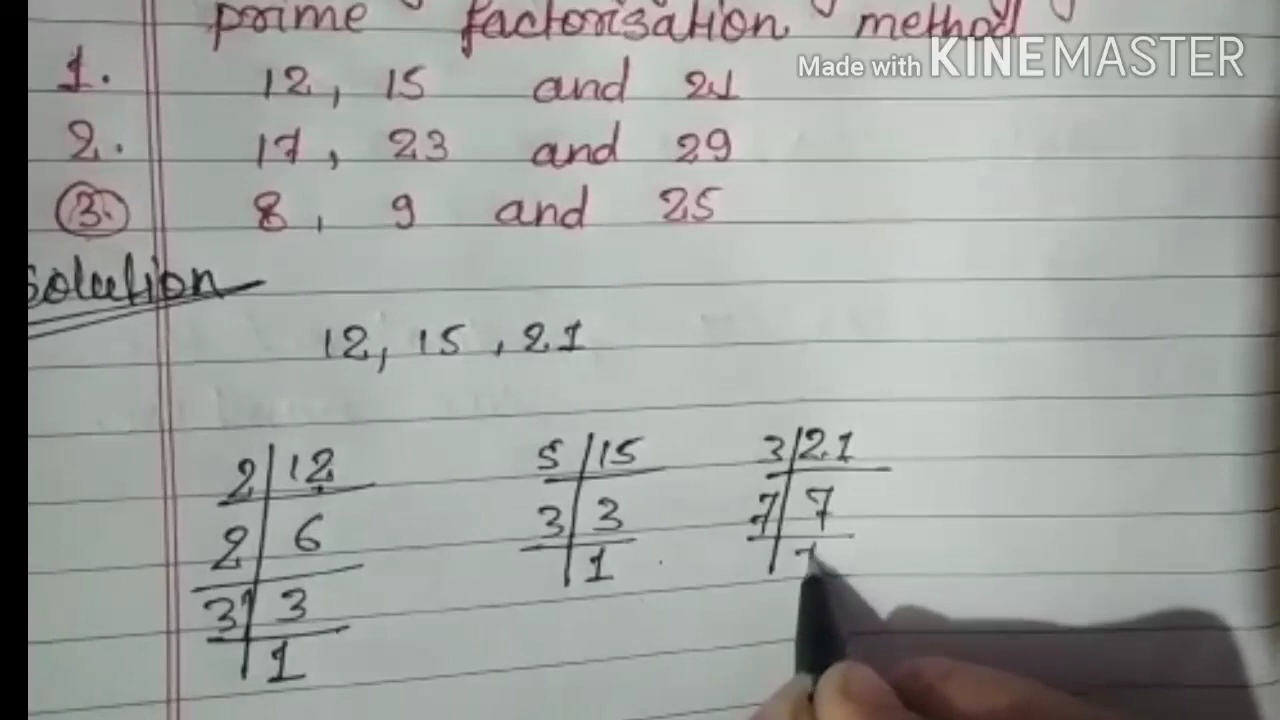 prime factorisation method
Made with KINEMASTER
1. 12, 15 and 21
2. 17, 23 and 29
3. 8, 9 and 25
Solution
12, 15, 21
2 12
2 6
3 3
1
5 15
3 3
1
3 21
7 7
1